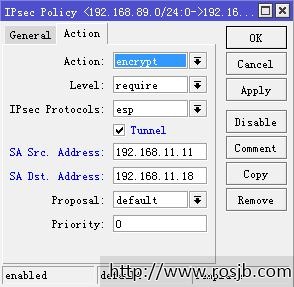 IPsec Policy <192.168.89.0/24:0->192.16...
General Action
OK
Action: encrypt
Cancel
Level: require
Apply
IPsec Protocols: esp
Disable
Tunnel
SA Src. Address: 192.168.11.11
Comment
SA Dst. Address: 192.168.11.18
Copy
Proposal: default
Remove
Priority: 0
enabled
http://www.rosjb.com